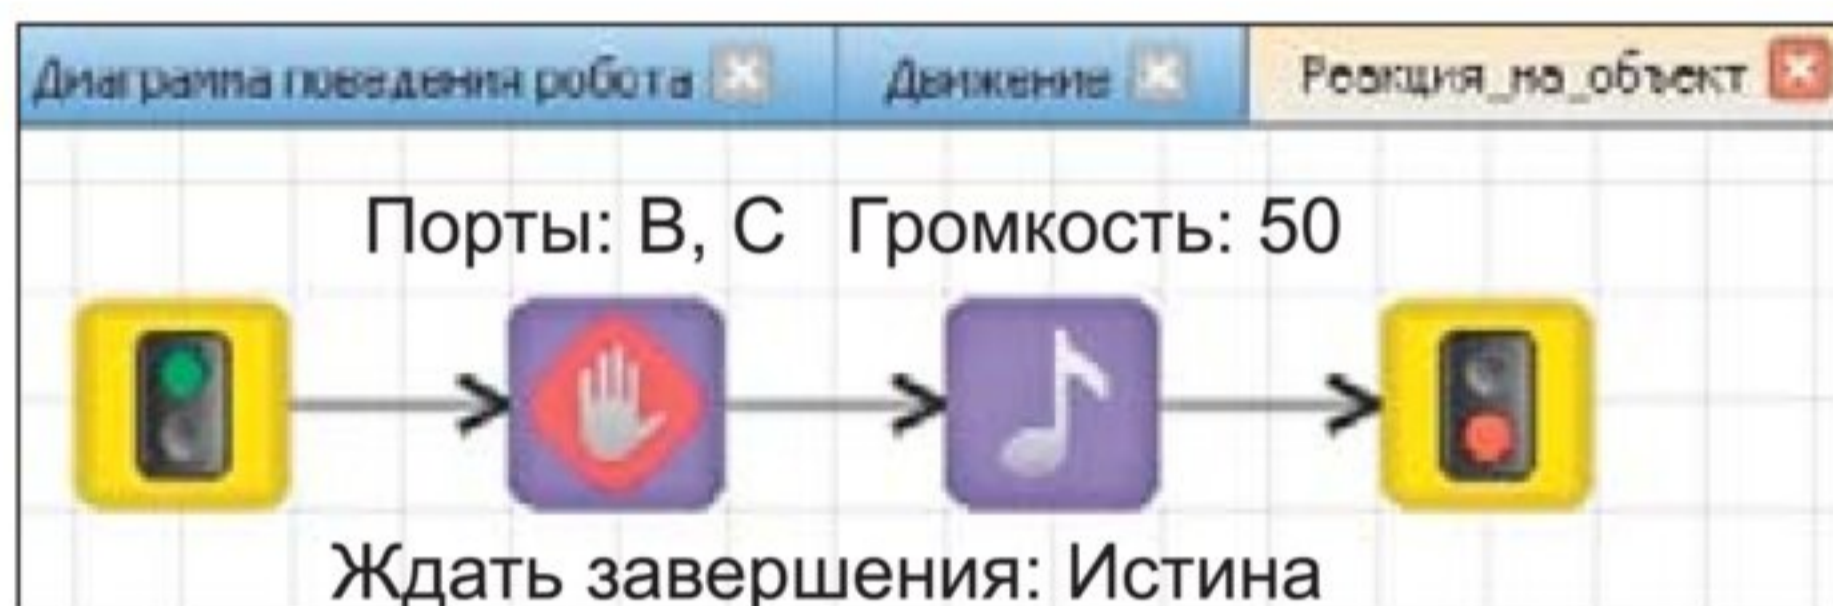 Диаграмма поведения робота
Движение
Реакция_на_объект
Порты: B, C Громкость: 50
Ждать завершения: Истина